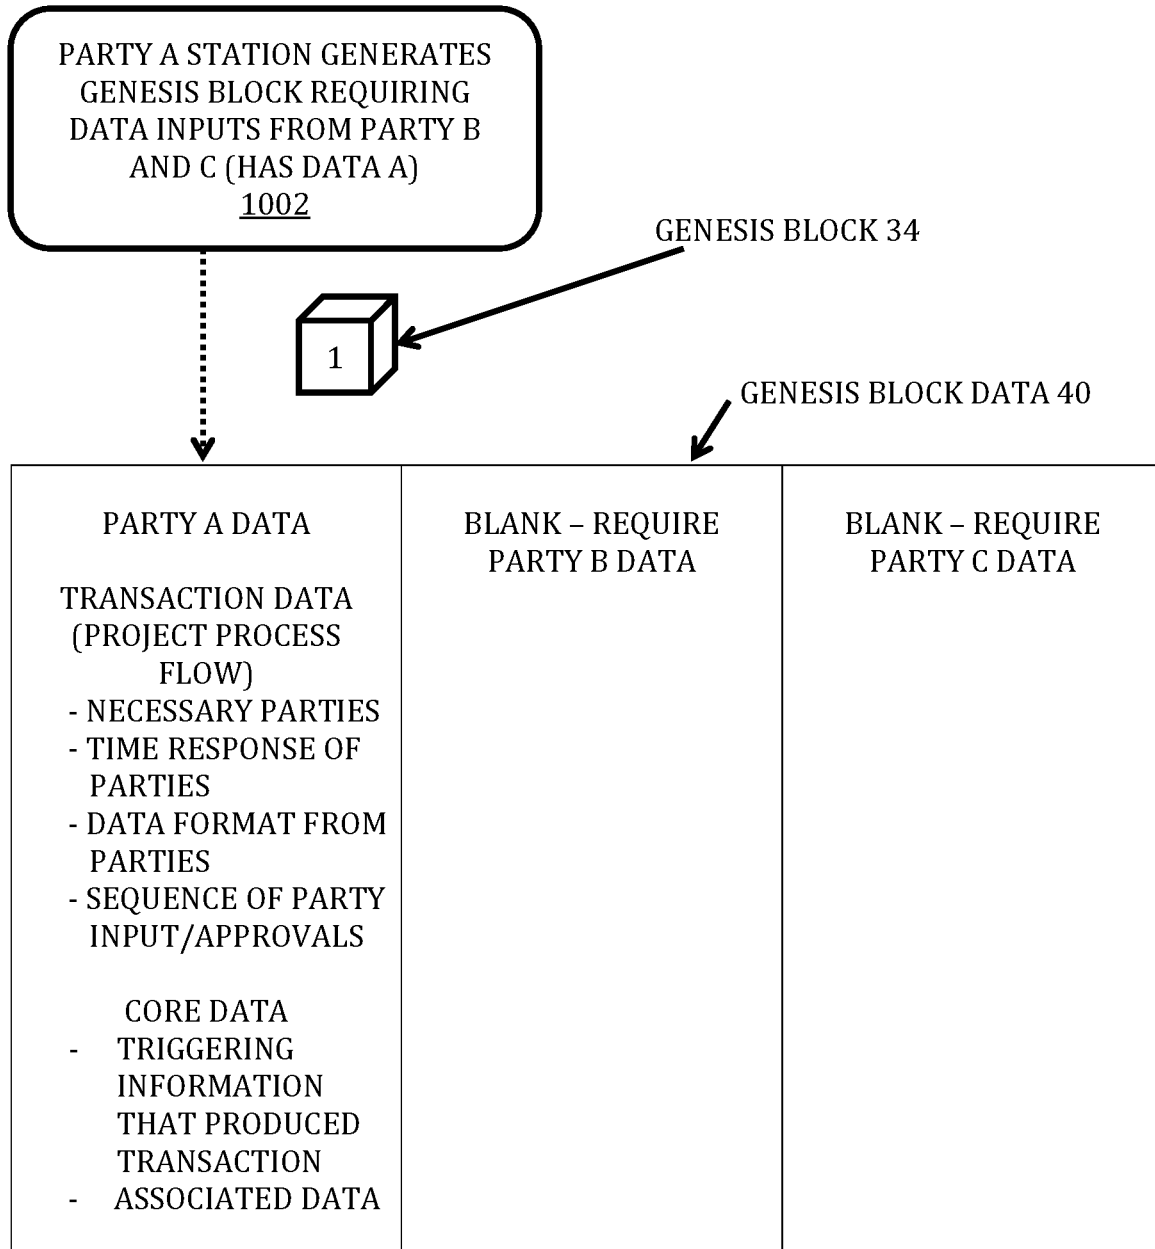 PARTY A STATION GENERATES
GENESIS BLOCK REQUIRING
DATA INPUTS FROM PARTY B
AND C (HAS DATA A)
1002
GENESIS BLOCK 34
1
GENESIS BLOCK DATA 40
PARTY A DATA
TRANSACTION DATA
(PROJECT PROCESS
FLOW)
- NECESSARY PARTIES
- TIME RESPONSE OF
PARTIES
- DATA FORMAT FROM
PARTIES
- SEQUENCE OF PARTY
INPUT/APPROVALS
CORE DATA
- TRIGGERING
INFORMATION
THAT PRODUCED
TRANSACTION
- ASSOCIATED DATA
BLANK – REQUIRE
PARTY B DATA
BLANK – REQUIRE
PARTY C DATA